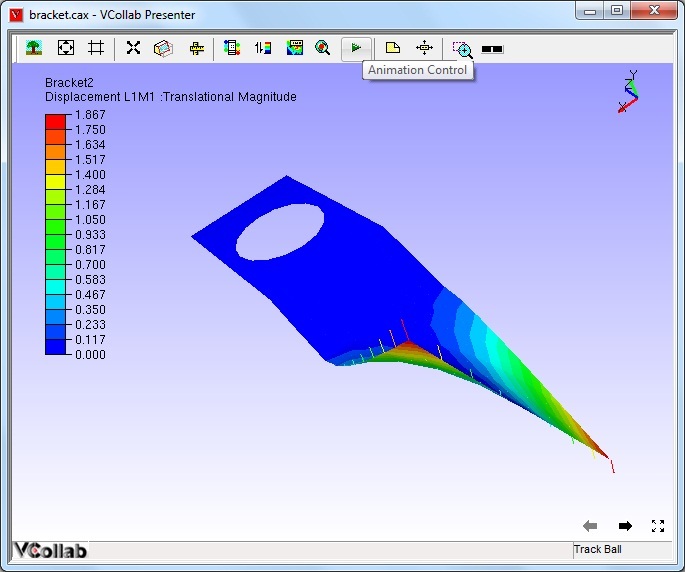 bracket.cax - VCollab Presenter
Animation Control
Bracket2
Displacement L1M1 :Translational Magnitude
1.867
1.750
1.634
1.517
1.400
1.284
1.167
1.050
0.933
0.817
0.700
0.583
0.467
0.350
0.233
0.117
0.000
Y
Z
X
VCollab
Track Ball